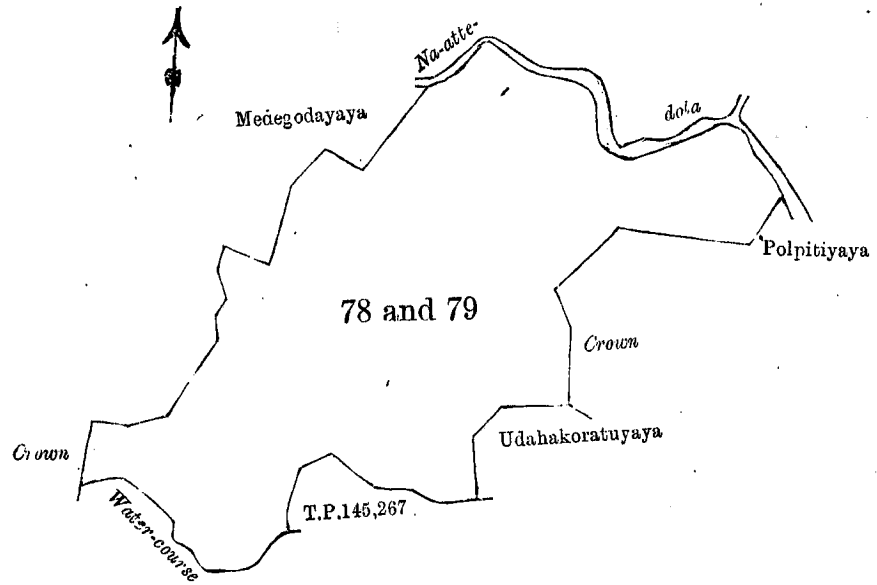 Na-atte-
dola
Medegodayaya
Polpitiyaya
78 and 79
Crown
Udahakoratuyaya
Crown
T.P.145,267
Water-course